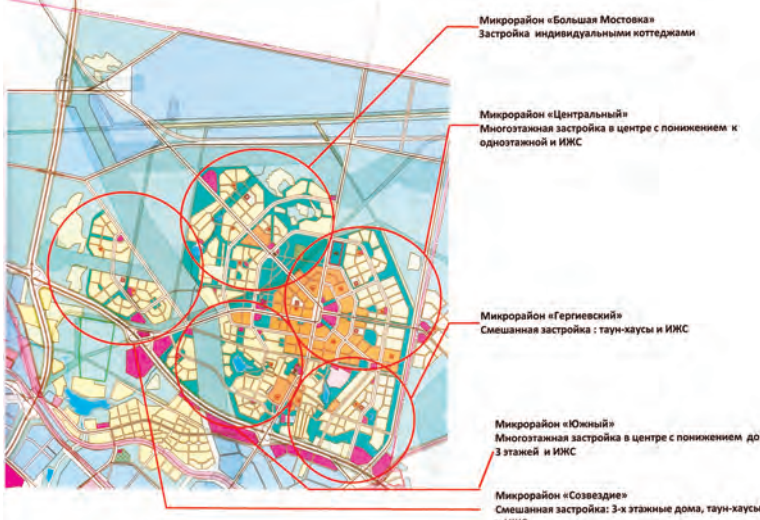 Микрорайон «Большая Мостовка»
Застройка индивидуальными коттеджами
Микрорайон «Центральный»
Многоэтажная застройка в центре с понижением к
одноэтажной и ИЖС
Микрорайон «Гергиевский»
Смешанная застройка : таун-хаусы и ИЖС
Микрорайон «Южный»
Многоэтажная застройка в центре с понижением до
3 этажей и ИЖС
Микрорайон «Созвездие»
Смешанная застройка: 3-х этажные дома, таун-хаусы